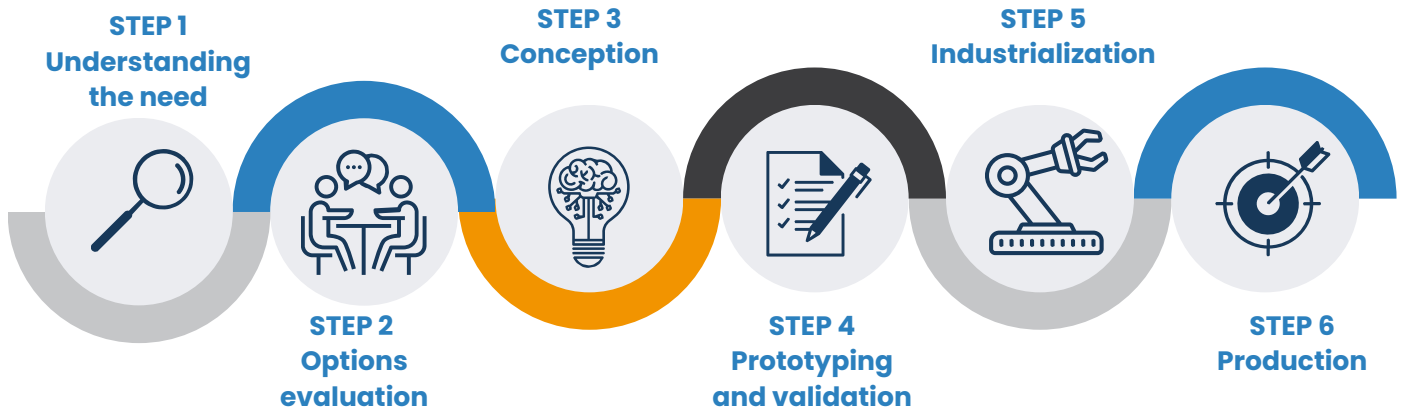 STEP 1
Understanding
the need
STEP 2
Options
evaluation
STEP 3
Conception
STEP 4
Prototyping
and validation
STEP 5
Industrialization
STEP 6
Production